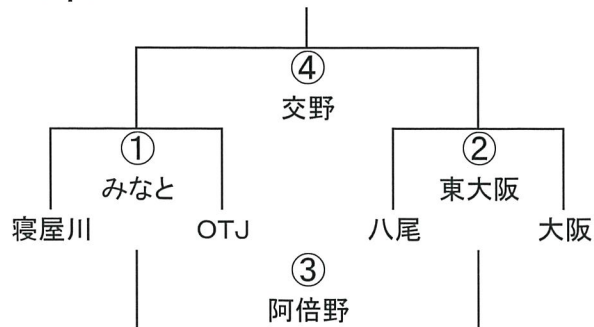 ④
交野
①
みなと
②
東大阪
寝屋川
OTJ
八尾
大阪
③
阿倍野